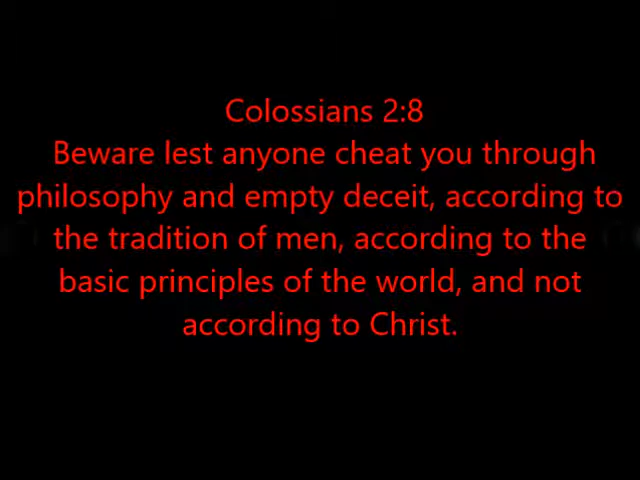 Colossians 2:8
Beware lest anyone cheat you through
philosophy and empty deceit, according to
the tradition of men, according to the
basic principles of the world, and not
according to Christ.